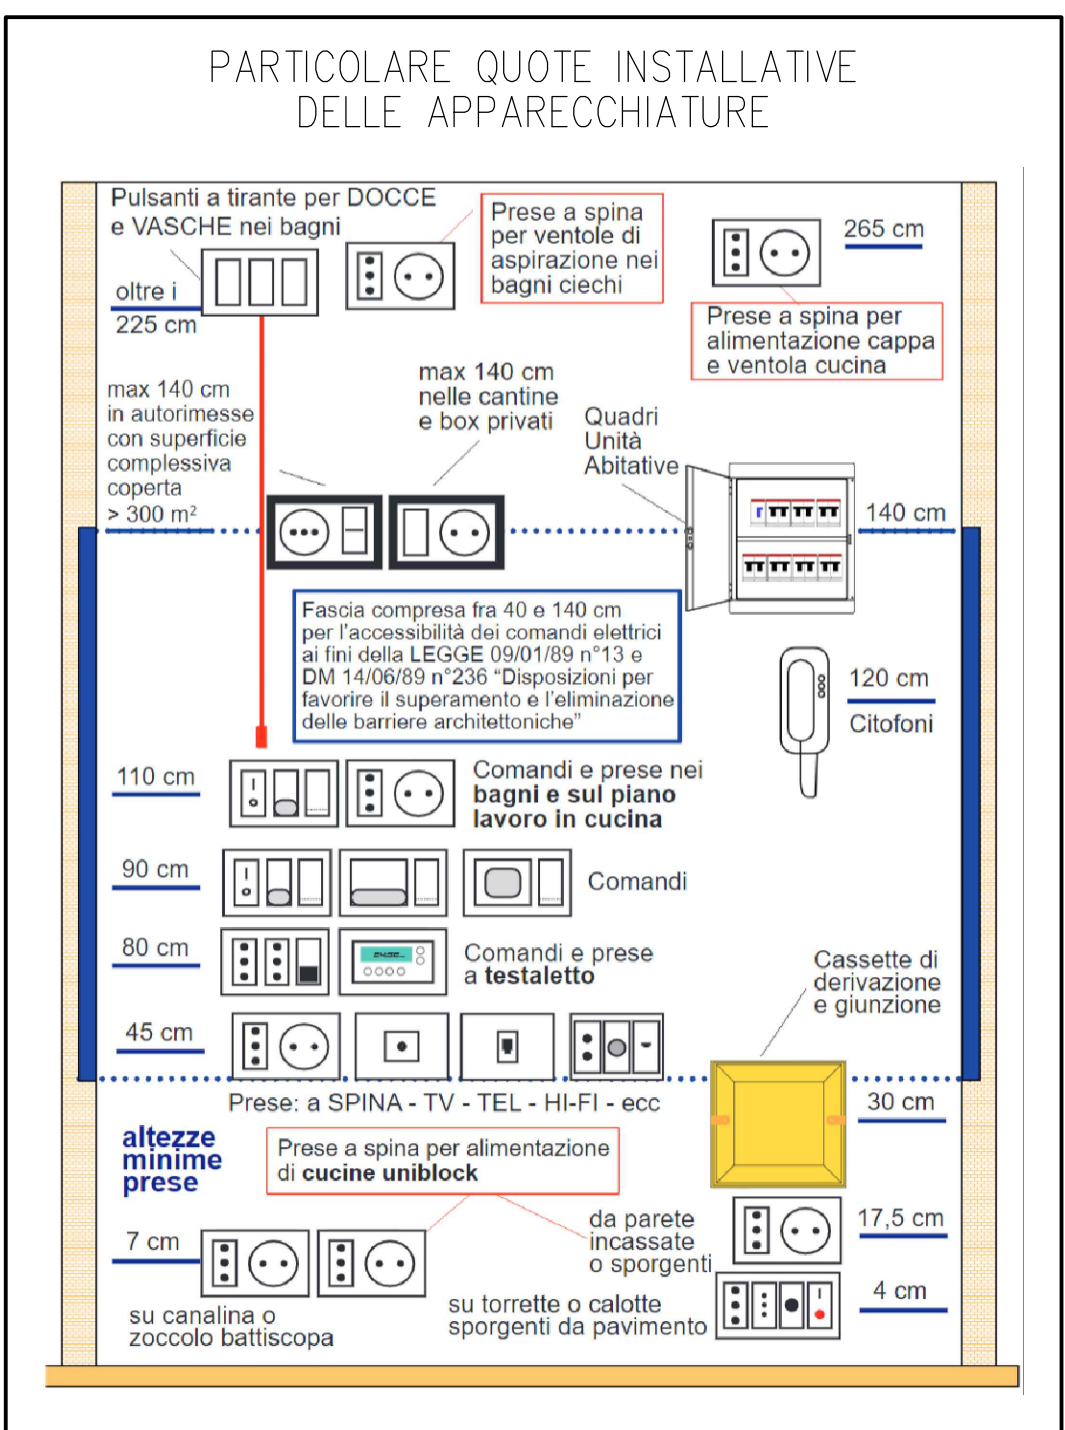 PARTICOLARE QUOTE INSTALLATIVE
DELLE APPARECCHIATURE
Pulsanti a tirante per DOCCE
e VASCHE nei bagni
oltre i
225 cm
Prese a spina
per ventole di
aspirazione nei
bagni ciechi
265 cm
Prese a spina per
alimentazione cappa
e ventola cucina
max 140 cm
in autorimesse
con superficie
complessiva
coperta
> 300 m²
max 140 cm
nelle cantine
e box privati
Quadri
Unità
Abitative
140 cm
Fascia compresa fra 40 e 140 cm
per l'accessibilità dei comandi elettrici
ai fini della LEGGE 09/01/89 n°13 e
DM 14/06/89 n°236 “Disposizioni per
favorire il superamento e l'eliminazione
delle barriere architettoniche”
120 cm
Citofoni
110 cm
Comandi e prese nei
bagni e sul piano
lavoro in cucina
90 cm
Comandi
80 cm
Comandi e prese
a testaletto
Cassette di
derivazione
e giunzione
45 cm
Prese: a SPINA - TV - TEL - HI-FI - ecc
30 cm
altezze
minime
prese
Prese a spina per alimentazione
di cucine uniblock
7 cm
su canalina o
zoccolo battiscopa
da parete
incassate
o sporgenti
17,5 cm
su torrette o calotte
sporgenti da pavimento
4 cm